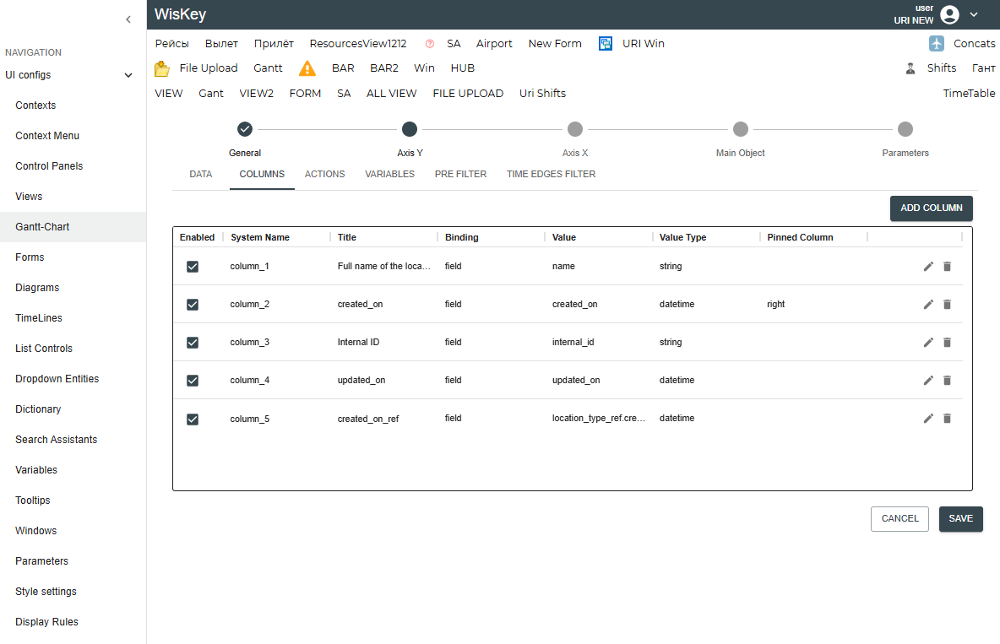 WisKey
user
URI NEW
NAVIGATION
UI configs
Contexts
Context Menu
Control Panels
Views
Gantt-Chart
Forms
Diagrams
TimeLines
List Controls
Dropdown Entities
Dictionary
Search Assistants
Variables
Tooltips
Windows
Parameters
Style settings
Display Rules
Рейсы Вылет Прилёт ResourcesView1212 SA Airport New Form URI Win Concats
File Upload Gantt BAR BAR2 Win HUB Shifts Гант
VIEW Gant VIEW2 FORM SA ALL VIEW FILE UPLOAD Uri Shifts TimeTable
General Axis Y Axis X Main Object Parameters
DATA COLUMNS ACTIONS VARIABLES PRE FILTER TIME EDGES FILTER
ADD COLUMN
Enabled System Name Title Binding Value Value Type Pinned Column
column_1 Full name of the loca... field name string
column_2 created_on field created_on datetime right
column_3 Internal ID field internal_id string
column_4 updated_on field updated_on datetime
column_5 created_on_ref field location_type_ref.cre... datetime
CANCEL SAVE